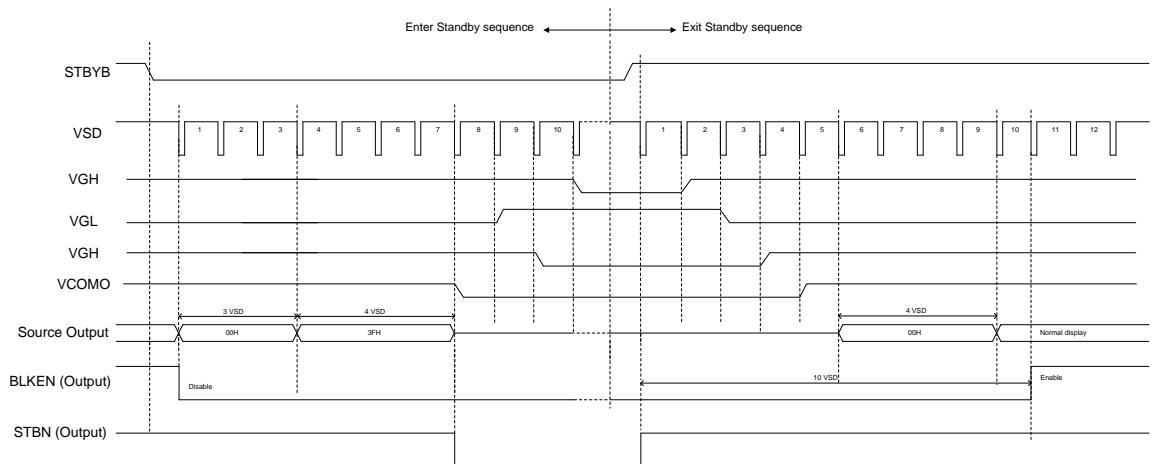 Enter Standby sequence
Exit Standby sequence
STBYB
VSD
1 2 3 4 5 6 7 8 9 10
1 2 3 4 5 6 7 8 9 10 11 12
VGH
VGL
VGH
VCOMO
3 VSD
4 VSD
4 VSD
Source Output
00H
3FH
00H
Normal display
BLKEN (Output)
Disable
10 VSD
Enable
STBN (Output)